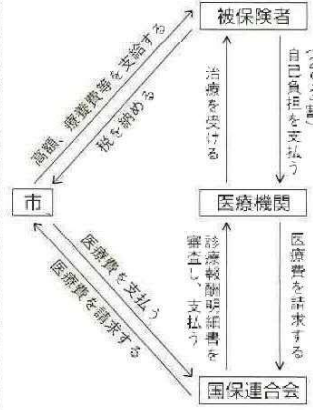 被保険者
高額、療養費等を支給する
税を納める
治療を受ける
自己負担を支払う
市
医療機関
医療費を支払う
医療費を請求する
診療報酬明細書を
審査し、支払う
医療費を請求する
国保連合会